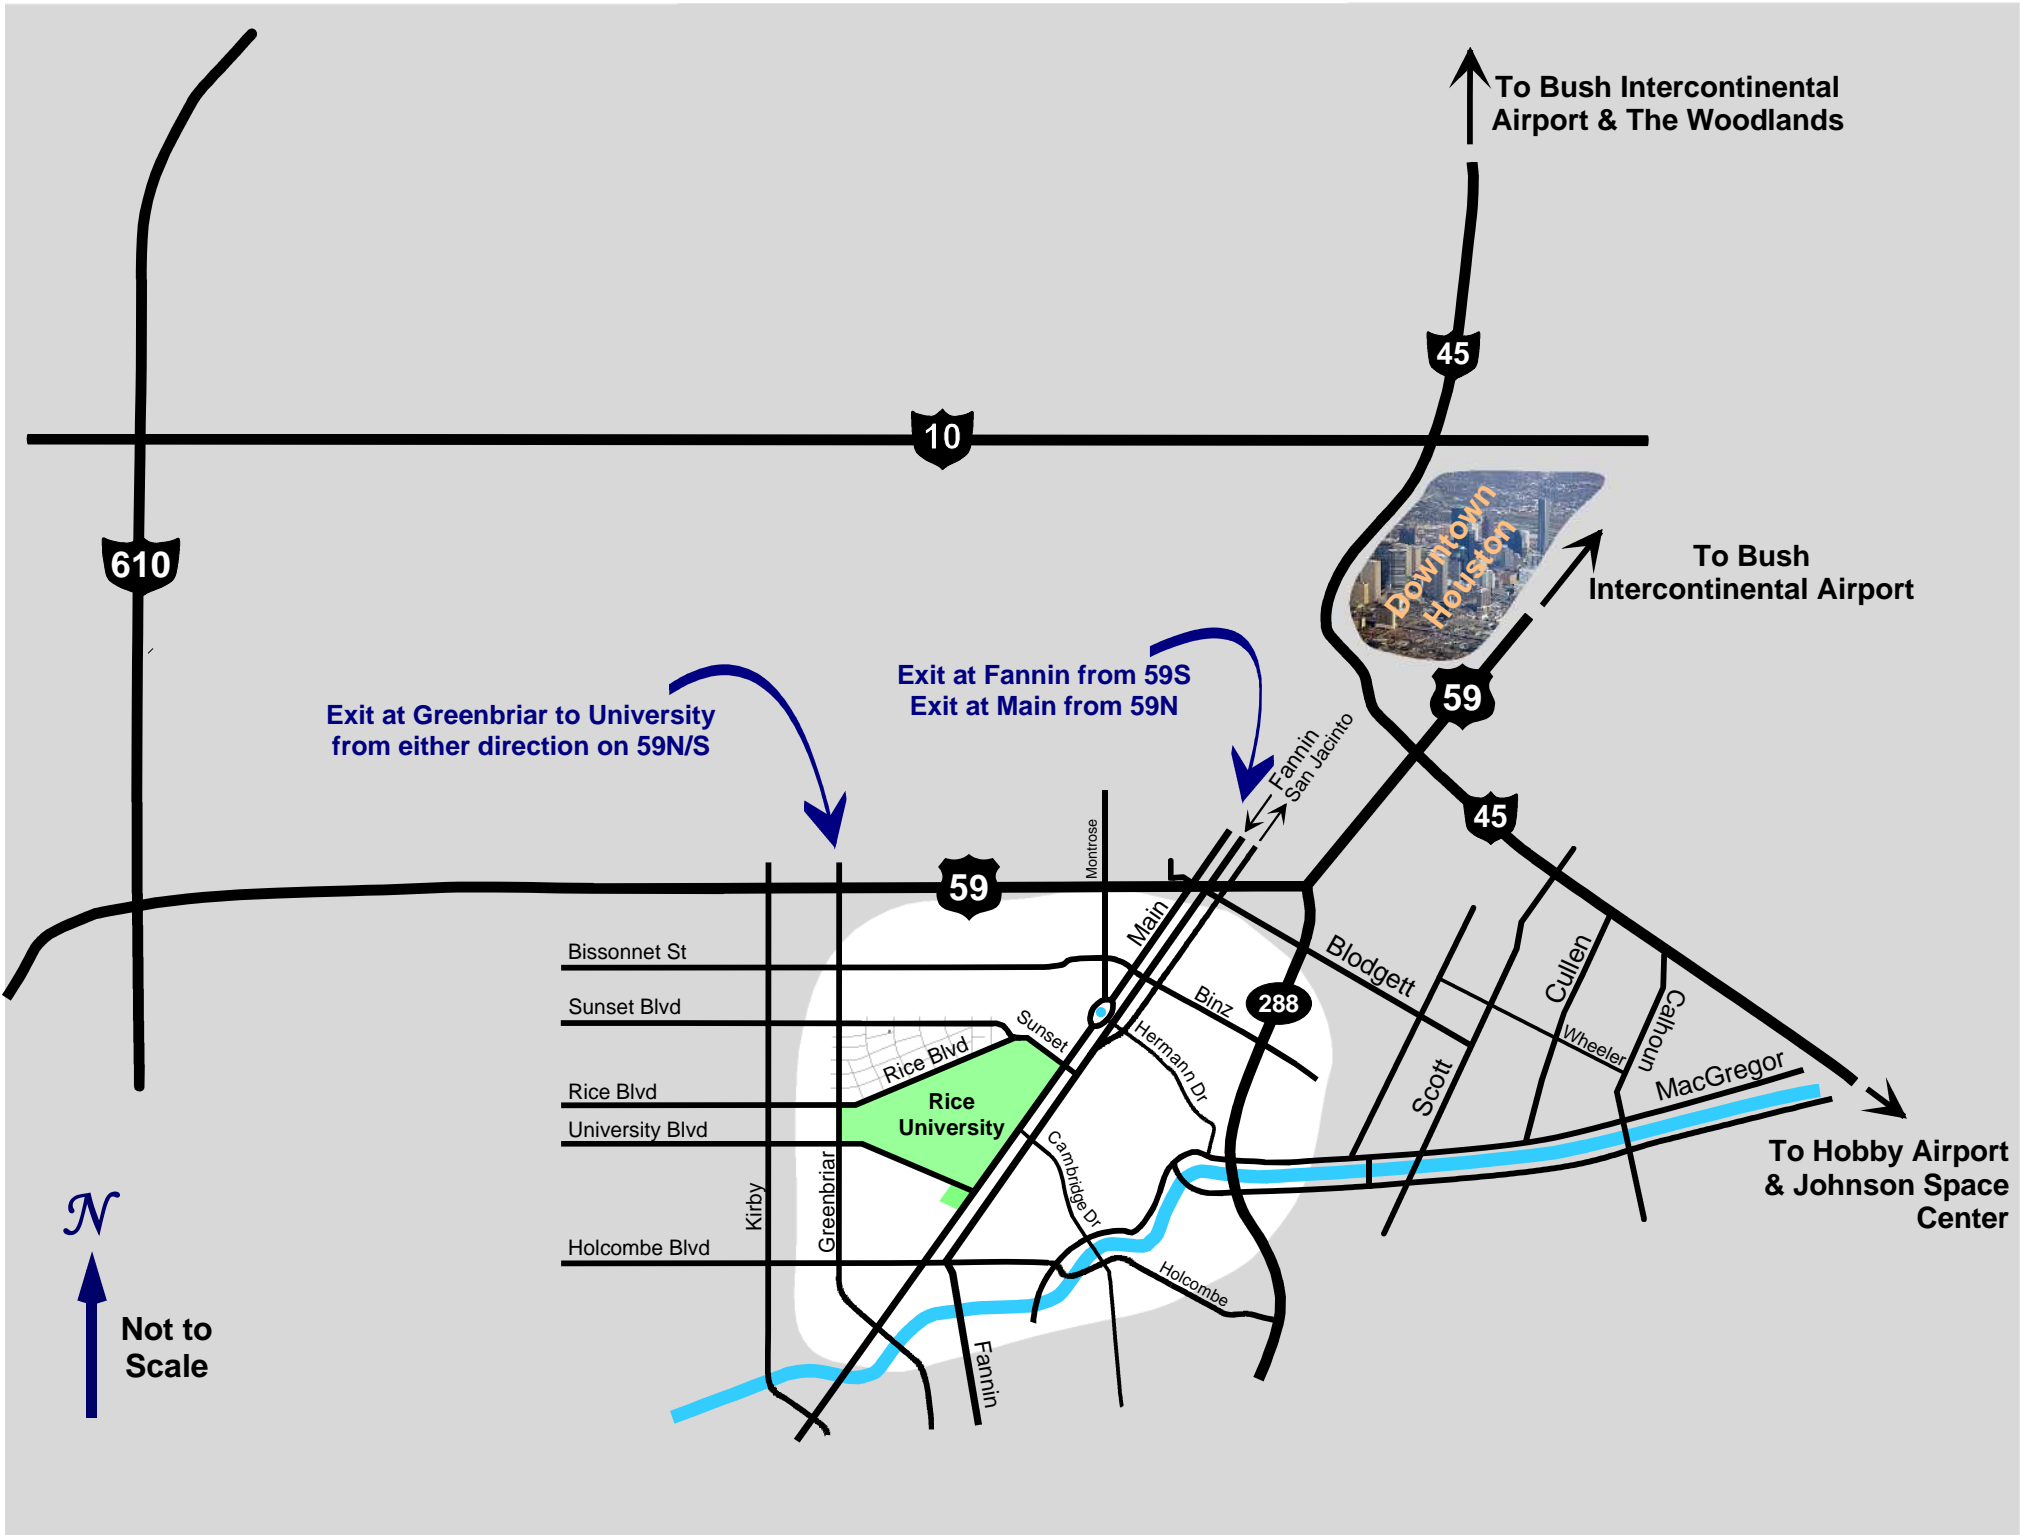 To Bush Intercontinental
Airport & The Woodlands
45
10
Downtown
Houston
610
To Bush
Intercontinental Airport
Exit at Fannin from 59S
Exit at Main from 59N
59
Exit at Greenbriar to University
from either direction on 59N/S
Fannin
San Jacinto
45
Montrose
59
Main
Bissonnet St
Blodgett
Cullen
Binz
288
Sunset Blvd
Sunset
Calhoun
Hermann Dr
Wheeler
Rice Blvd
Scott
MacGregor
Rice Blvd
Rice
University
University Blvd
Cambridge Dr
To Hobby Airport
& Johnson Space
Center
Kirby
Greenbriar
N
Holcombe Blvd
Holcombe
Not to
Scale
Fannin